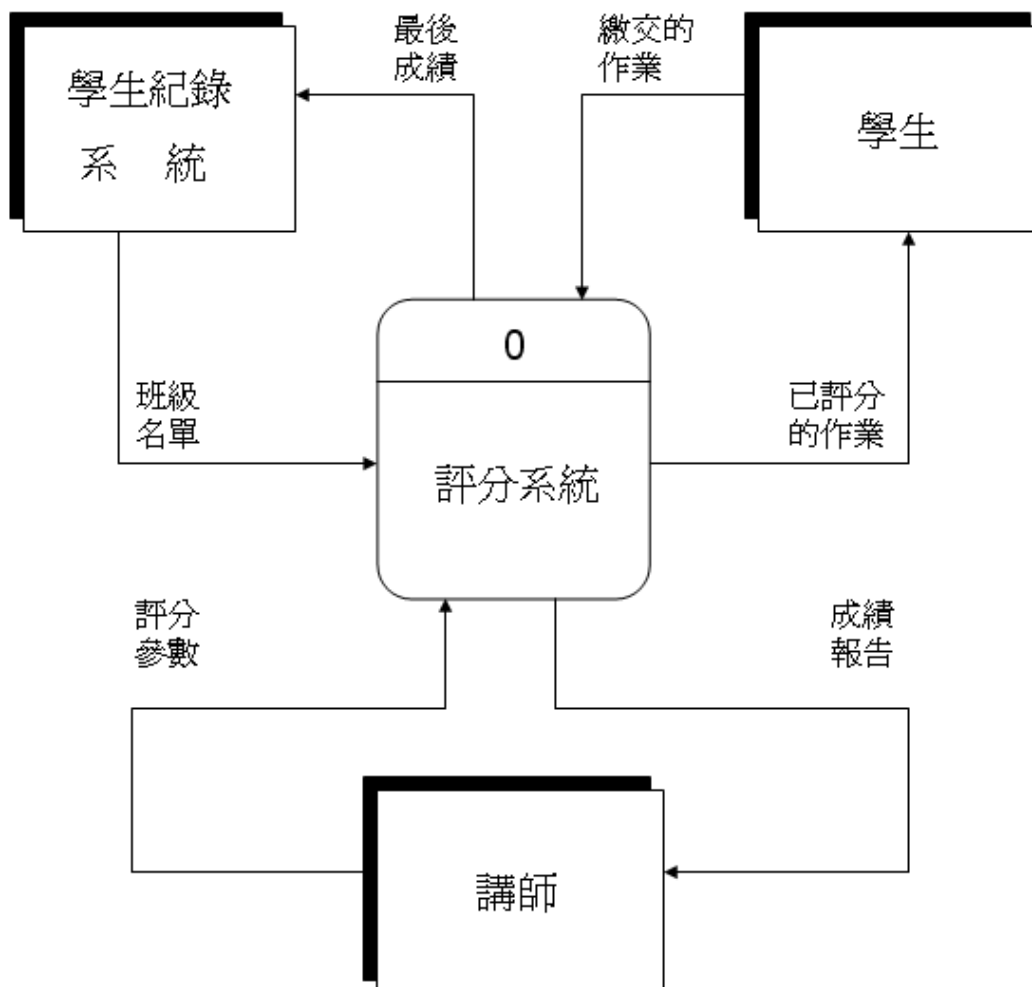 學生紀錄
系 統
最後
成績
繳交的
作業
學生
0
評分系統
班級
名單
已評分
的作業
評分
參數
成績
報告
講師